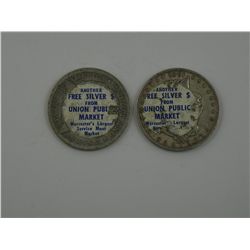 ANOTHER
FREE SILVER $
FROM
UNION PUBL
MARKET
Worcester's Largest
Service Meat
Market
ANOTHER
FREE SILVER $
FROM
UNION PUBLIC
MARKET
Worcester's Largest